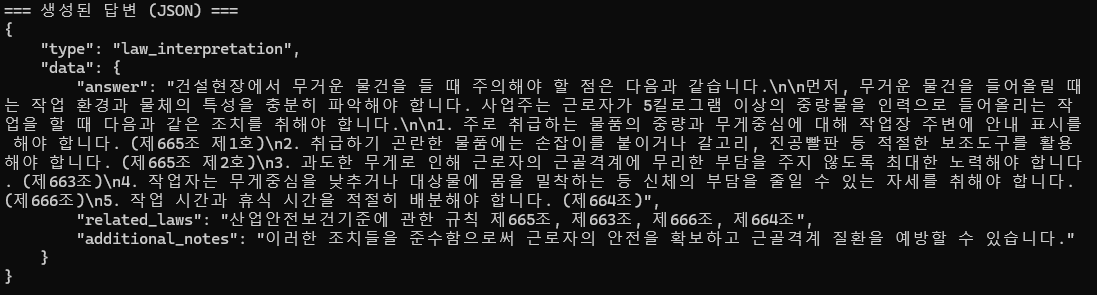 === 생성된 답변 (JSON) ===
{
    "type": "law_interpretation",
    "data": {
        "answer": "건설현장에서 무거운 물건을 들 때 주의해야 할 점은 다음과 같습니다.\n\n먼저, 무거운 물건을 들어올릴 때
는 작업 환경과 물체의 특성을 충분히 파악해야 합니다. 사업주는 근로자가 5킬로그램 이상의 중량물을 인력으로 들어올리는 작
업을 할 때 다음과 같은 조치를 취해야 합니다.\n\n1. 주로 취급하는 물품의 중량과 무게중심에 대해 작업장 주변에 안내 표시를
 해야 합니다. (제665조 제1호)\n2. 취급하기 곤란한 물품에는 손잡이를 붙이거나 갈고리, 진공빨판 등 적절한 보조도구를 활용
해야 합니다. (제665조 제2호)\n3. 과도한 무게로 인해 근로자의 근골격계에 무리한 부담을 주지 않도록 최대한 노력해야 합니다
. (제663조)\n4. 작업자는 무게중심을 낮추거나 대상물에 몸을 밀착하는 등 신체의 부담을 줄일 수 있는 자세를 취해야 합니다.
(제666조)\n5. 작업 시간과 휴식 시간을 적절히 배분해야 합니다. (제664조)",
        "related_laws": "산업안전보건기준에 관한 규칙 제665조, 제663조, 제666조, 제664조",
        "additional_notes": "이러한 조치들을 준수함으로써 근로자의 안전을 확보하고 근골격계 질환을 예방할 수 있습니다."
    }
}